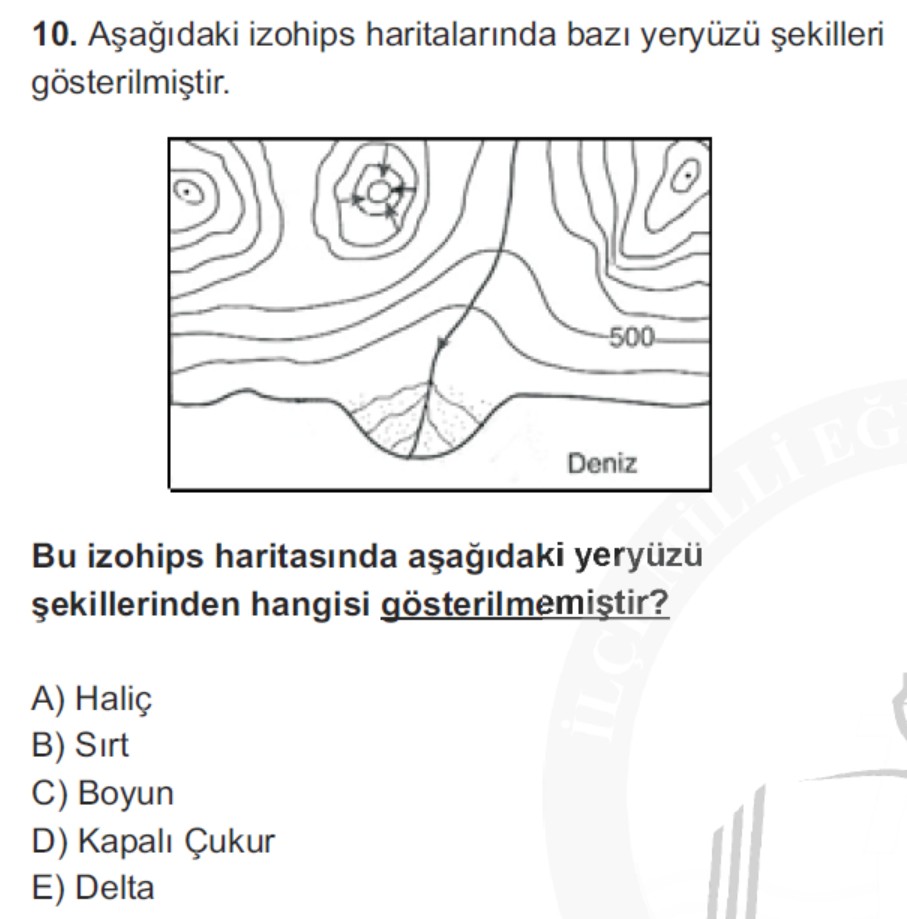 10. Aşağıdaki izohips haritalarında bazı yeryüzü şekilleri
gösterilmiştir.
500
Deniz
Bu izohips haritasında aşağıdaki yeryüzü
şekillerinden hangisi gösterilmemiştir?
A) Haliç
B) Sırt
C) Boyun
D) Kapalı Çukur
E) Delta